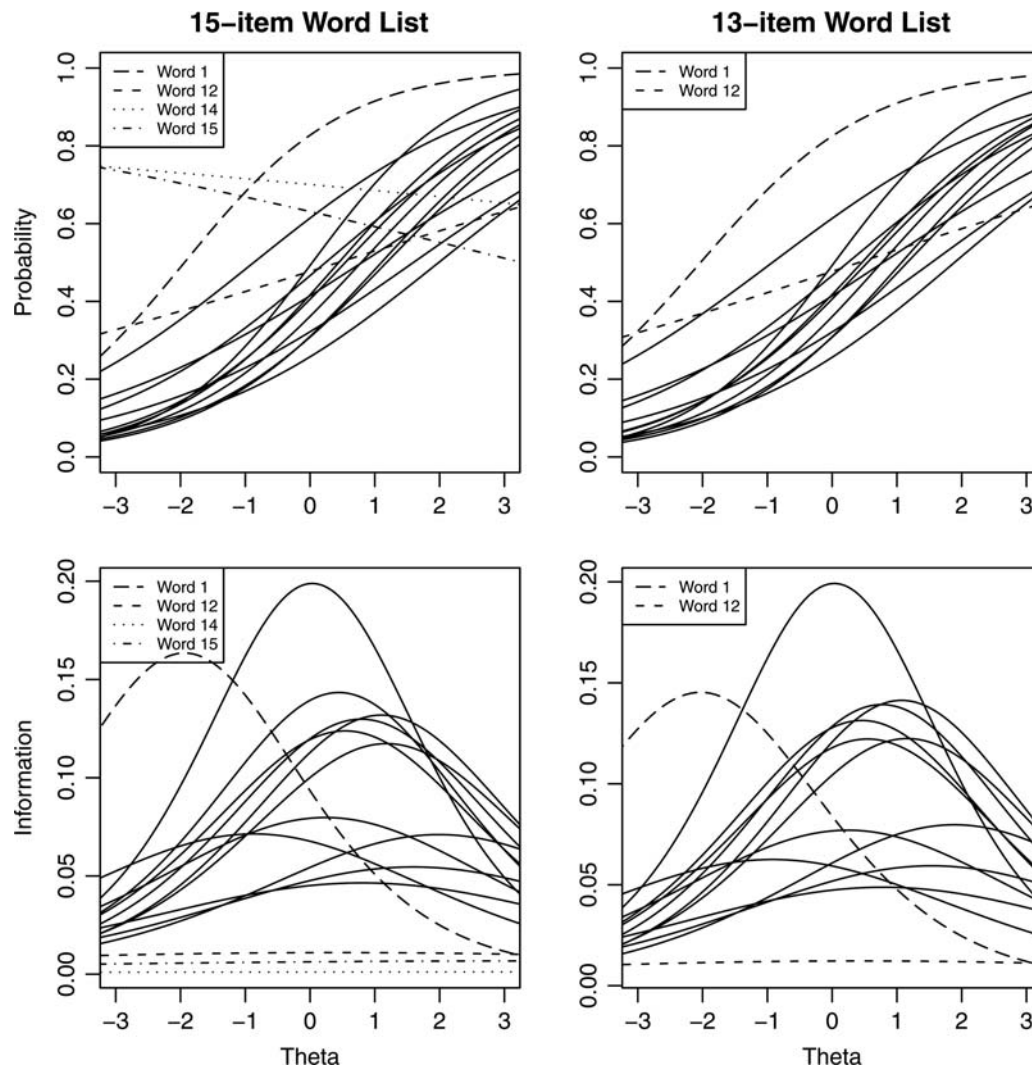 15−item Word List
13−item Word List
Word 1
Word 12
Word 14
Word 15
Probability
0.0
0.2
0.4
0.6
0.8
1.0
−3 −2 −1 0 1 2 3
Word 1
Word 12
0.0
0.2
0.4
0.6
0.8
1.0
−3 −2 −1 0 1 2 3
Word 1
Word 12
Word 14
Word 15
Information
0.00
0.05
0.10
0.15
0.20
−3 −2 −1 0 1 2 3
Theta
Word 1
Word 12
0.00
0.05
0.10
0.15
0.20
−3 −2 −1 0 1 2 3
Theta